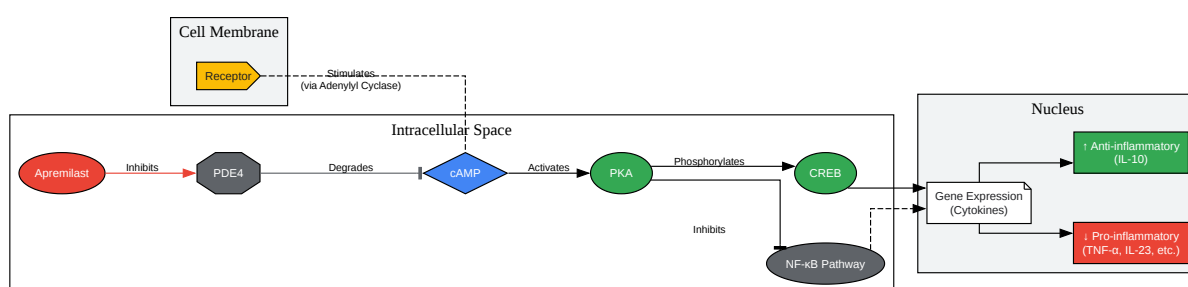 Cell Membrane
Receptor
Stimulates
(via Adenylyl Cyclase)
Intracellular Space
Apremilast
Inhibits
PDE4
Degrades
cAMP
Activates
PKA
Phosphorylates
CREB
Inhibits
NF-κB Pathway
Nucleus
Gene Expression
(Cytokines)
↑ Anti-inflammatory
(IL-10)
↓ Pro-inflammatory
(TNF-α, IL-23, etc.)